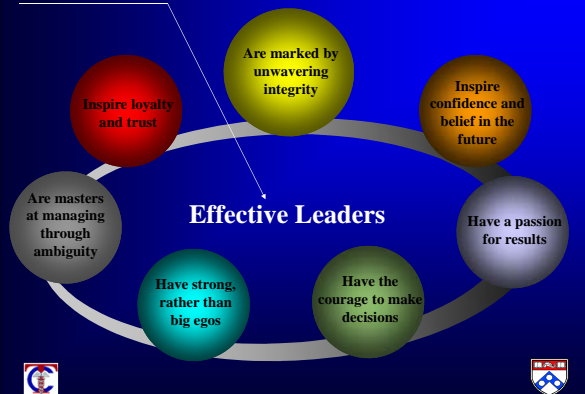 Are marked by
unwavering
integrity
Inspire loyalty
and trust
Inspire
confidence and
belief in the
future
Are masters
at managing
through
ambiguity
Effective Leaders
Have a passion
for results
Have strong,
rather than
big egos
Have the
courage to make
decisions